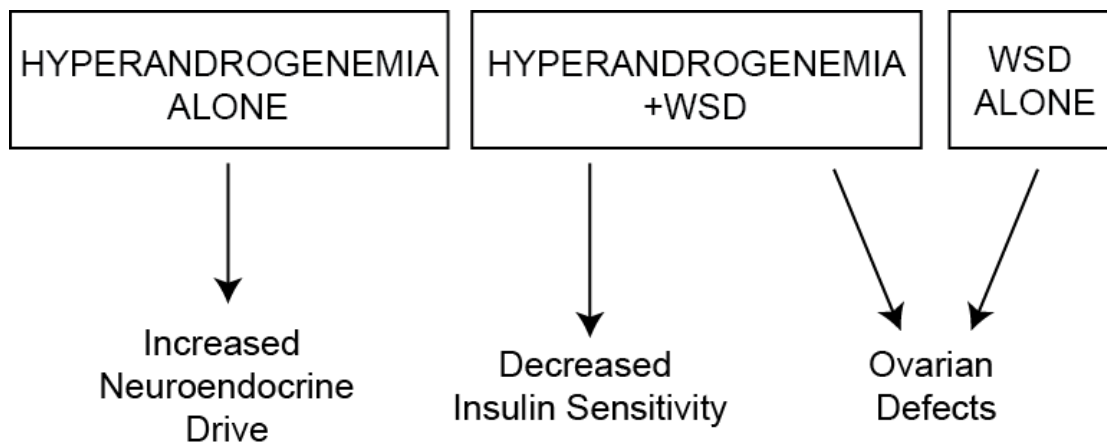 HYPERANDROGENEMIA
ALONE
HYPERANDROGENEMIA
+WSD
WSD
ALONE
Increased
Neuroendocrine
Drive
Decreased
Insulin Sensitivity
Ovarian
Defects